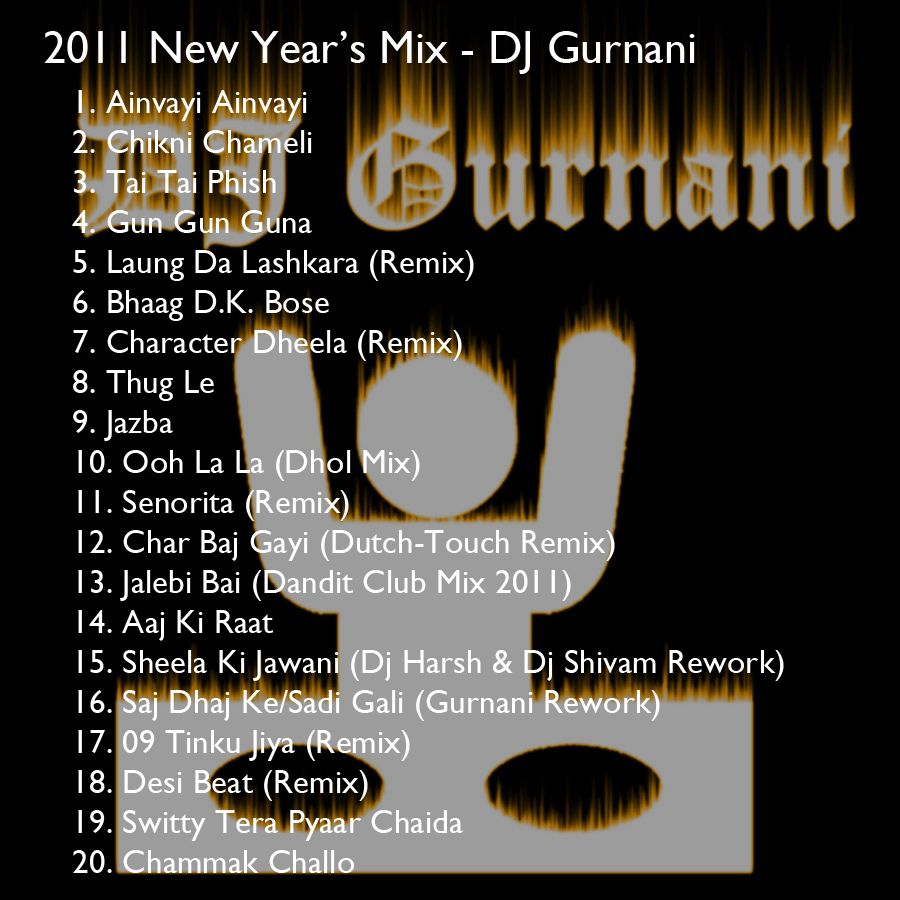 2011 New Year’s Mix - DJ Gurnani
DJ Gurnani
1. Ainvayi Ainvayi
2. Chikni Chameli
3. Tai Tai Phish
4. Gun Gun Guna
5. Laung Da Lashkara (Remix)
6. Bhaag D.K. Bose
7. Character Dheela (Remix)
8. Thug Le
9. Jazba
10. Ooh La La (Dhol Mix)
11. Senorita (Remix)
12. Char Baj Gayi (Dutch-Touch Remix)
13. Jalebi Bai (Dandit Club Mix 2011)
14. Aaj Ki Raat
15. Sheela Ki Jawani (Dj Harsh & Dj Shivam Rework)
16. Saj Dhaj Ke/Sadi Gali (Gurnani Rework)
17. 09 Tinku Jiya (Remix)
18. Desi Beat (Remix)
19. Switty Tera Pyaar Chaida
20. Chammak Challo